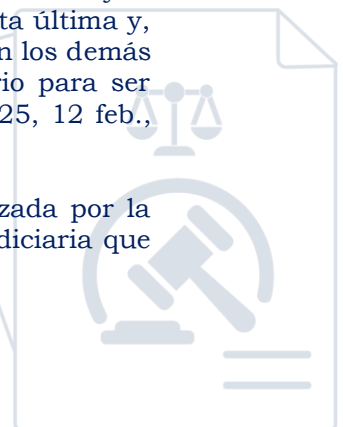 ta última y,
n los demás
rio para ser
25, 12 feb.,
zada por la
diciaria que